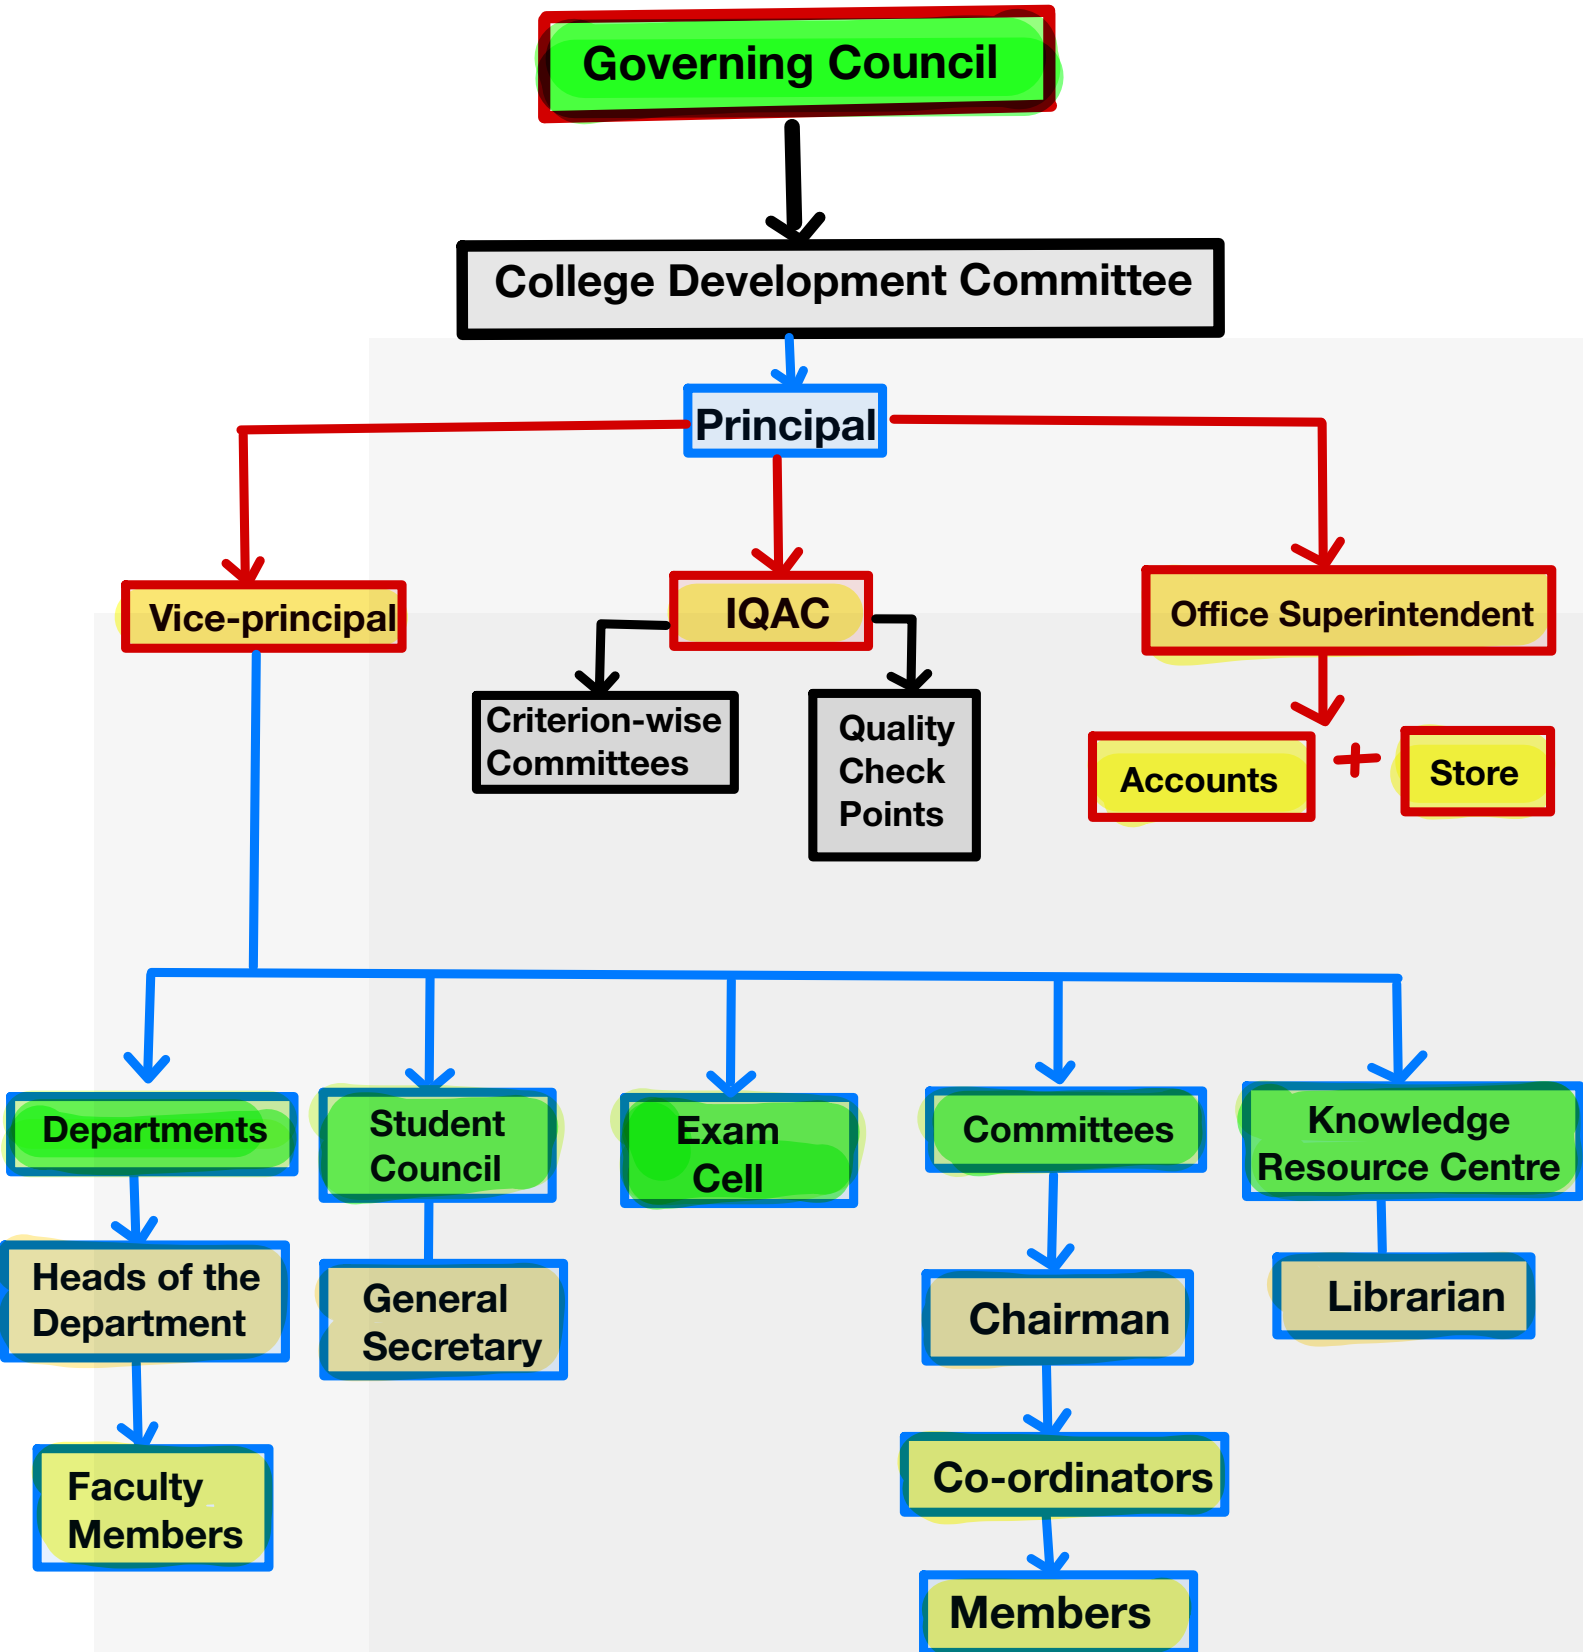 Governing Council
College Development Committee
Principal
Vice-principal
IQAC
Office Superintendent
Criterion-wise
Committees
Quality
Check
Points
Accounts
+
Store
Departments
Student
Council
Exam
Cell
Committees
Knowledge
Resource Centre
Heads of the
Department
General
Secretary
Chairman
Librarian
Faculty
Members
Co-ordinators
Members